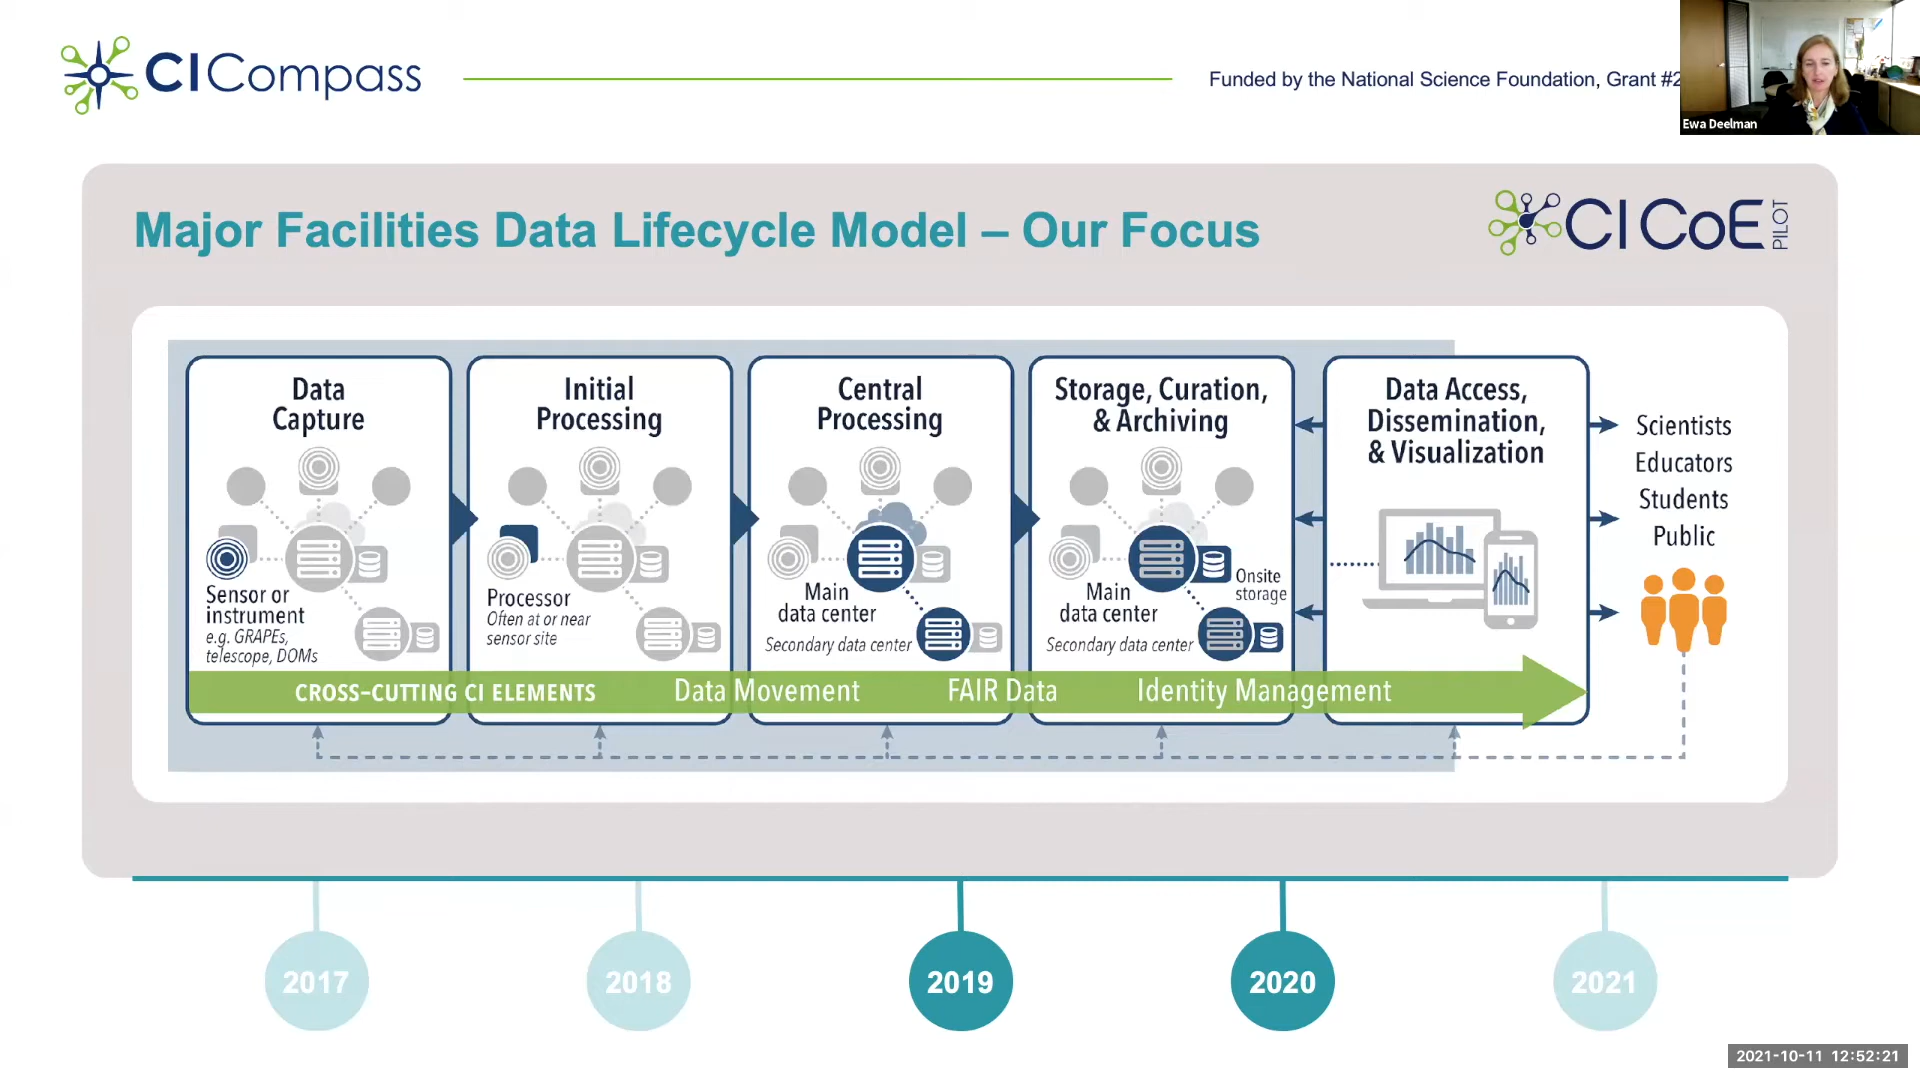 CICompass
Funded by the National Science Foundation, Grant #2
Ewa Deelman
Major Facilities Data Lifecycle Model – Our Focus
CI CoE
PILOT
Data
Capture
Sensor or
instrument
e.g. GRAPEs,
telescope, DOMs
Initial
Processing
Processor
Often at or near
sensor site
Central
Processing
Main
data center
Secondary data center
Storage, Curation,
& Archiving
Onsite
storage
Main
data center
Secondary data center
Data Access,
Dissemination,
& Visualization
Scientists
Educators
Students
Public
CROSS–CUTTING CI ELEMENTS Data Movement FAIR Data Identity Management
2017
2018
2019
2020
2021
2021-10-11 12:52:21